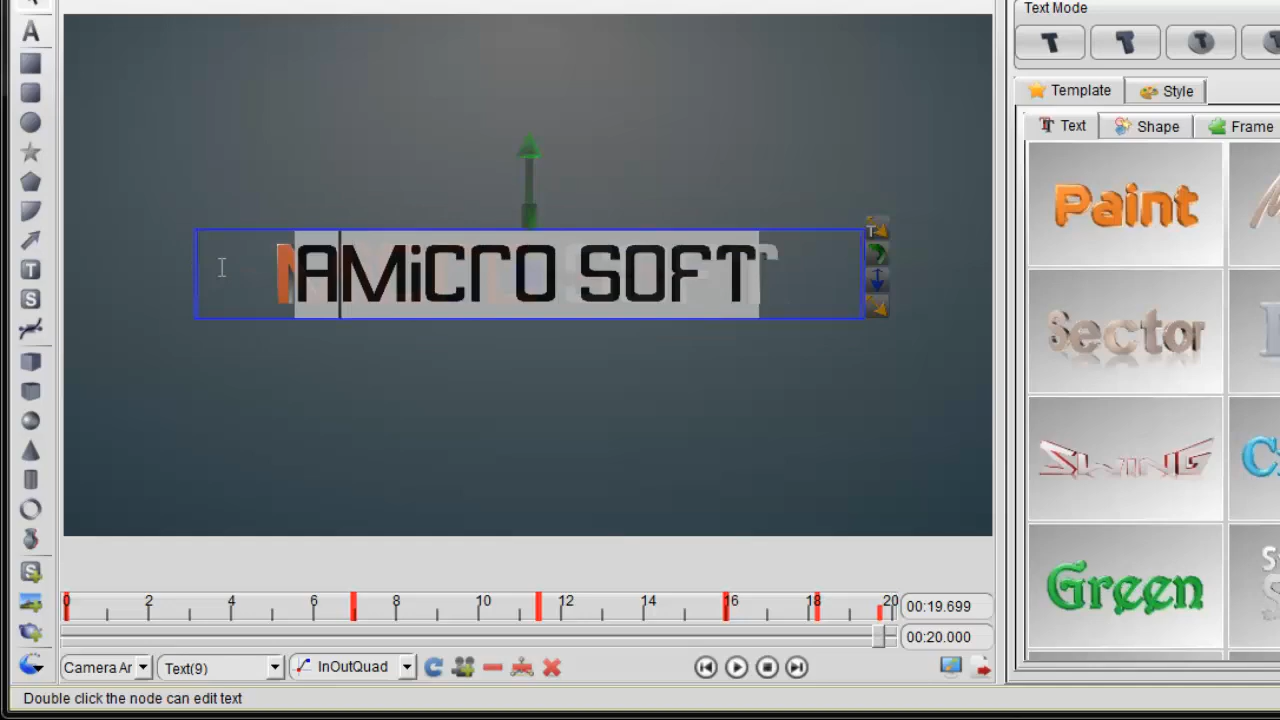 Text Mode
Template
Style
Text
Shape
Frame
AMiCrO SOFT
Paint
Sector
SWING
Green
0 2 4 6 8 10 12 14 16 18 20
00:19.699
00:20.000
Camera Ar
Text(9)
InOutQuad
Double click the node can edit text